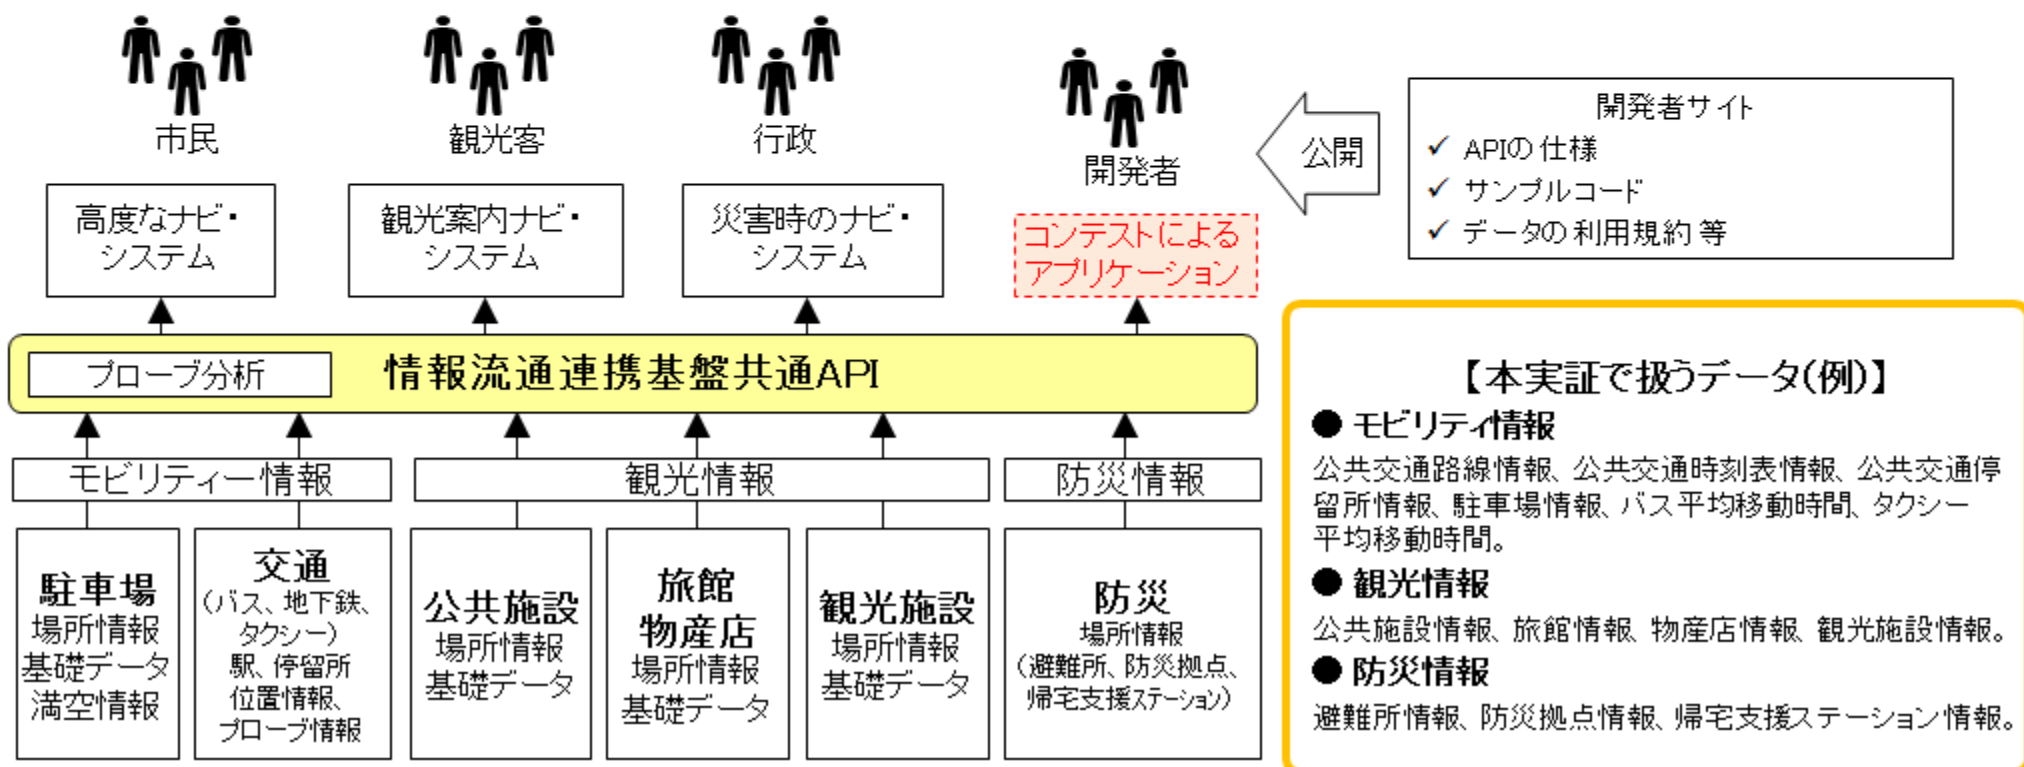 市民
観光客
行政
開発者
公開
開発者サイト
✓ APIの仕様
✓ サンプルコード
✓ データの利用規約 等
高度なナビ・
システム
観光案内ナビ・
システム
災害時のナビ・
システム
コンテストによる
アプリケーション
プローブ分析
情報流通連携基盤共通API
モビリティー情報
観光情報
防災情報
駐車場
場所情報
基礎データ
満空情報
交通
(バス、地下鉄、
タクシー)
駅、停留所
位置情報、
プローブ情報
公共施設
場所情報
基礎データ
旅館
物産店
場所情報
基礎データ
観光施設
場所情報
基礎データ
防災
場所情報
(避難所、防災拠点、
帰宅支援ステーション)
【本実証で扱うデータ(例)】
● モビリティ情報
公共交通路線情報、公共交通時刻表情報、公共交通停
留所情報、駐車場情報、バス平均移動時間、タクシー
平均移動時間。
● 観光情報
公共施設情報、旅館情報、物産店情報、観光施設情報。
● 防災情報
避難所情報、防災拠点情報、帰宅支援ステーション情報。